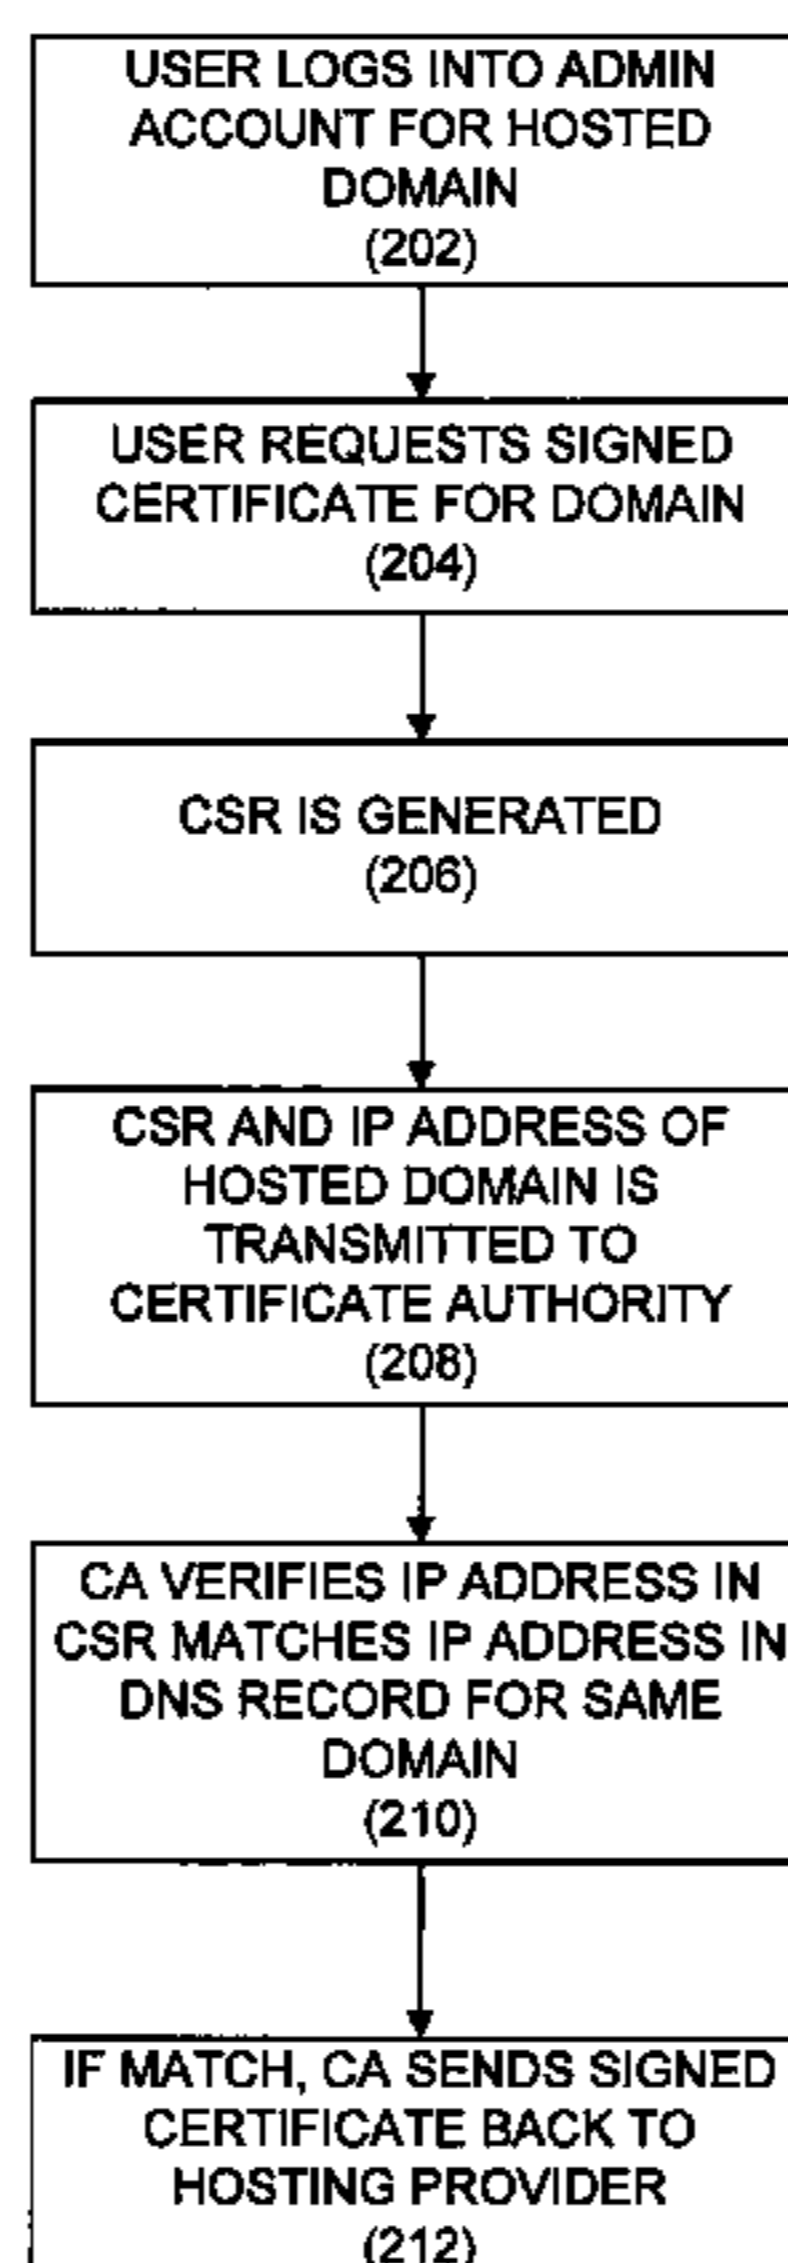 USER LOGS INTO ADMIN
ACCOUNT FOR HOSTED
DOMAIN
(202)
USER REQUESTS SIGNED
CERTIFICATE FOR DOMAIN
(204)
CSR IS GENERATED
(206)
CSR AND IP ADDRESS OF
HOSTED DOMAIN IS
TRANSMITTED TO
CERTIFICATE AUTHORITY
(208)
CA VERIFIES IP ADDRESS IN
CSR MATCHES IP ADDRESS IN
DNS RECORD FOR SAME
DOMAIN
(210)
IF MATCH, CA SENDS SIGNED
CERTIFICATE BACK TO
HOSTING PROVIDER
(212)